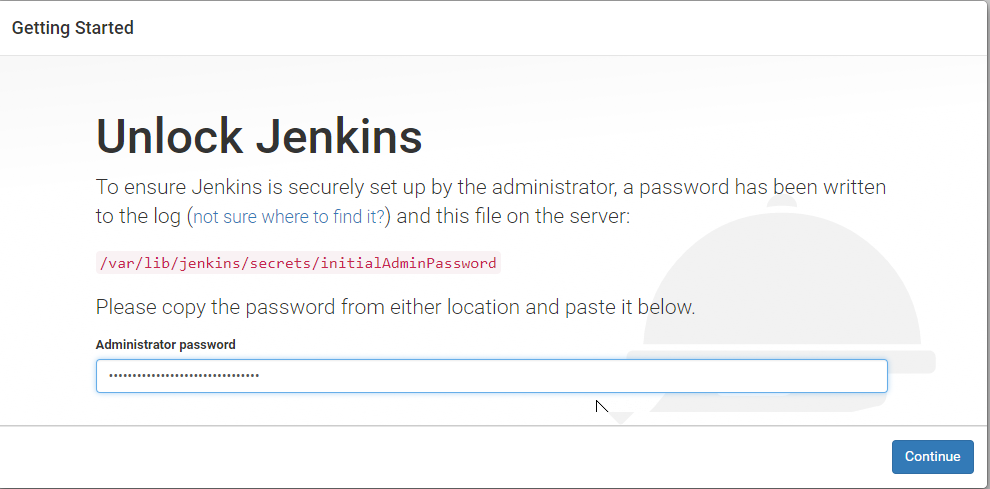 Getting Started
Unlock Jenkins
To ensure Jenkins is securely set up by the administrator, a password has been written
to the log (not sure where to find it?) and this file on the server:
/var/lib/jenkins/secrets/initialAdminPassword
Please copy the password from either location and paste it below.
Administrator password
••••••••••••••••••••••••••••••••
Continue